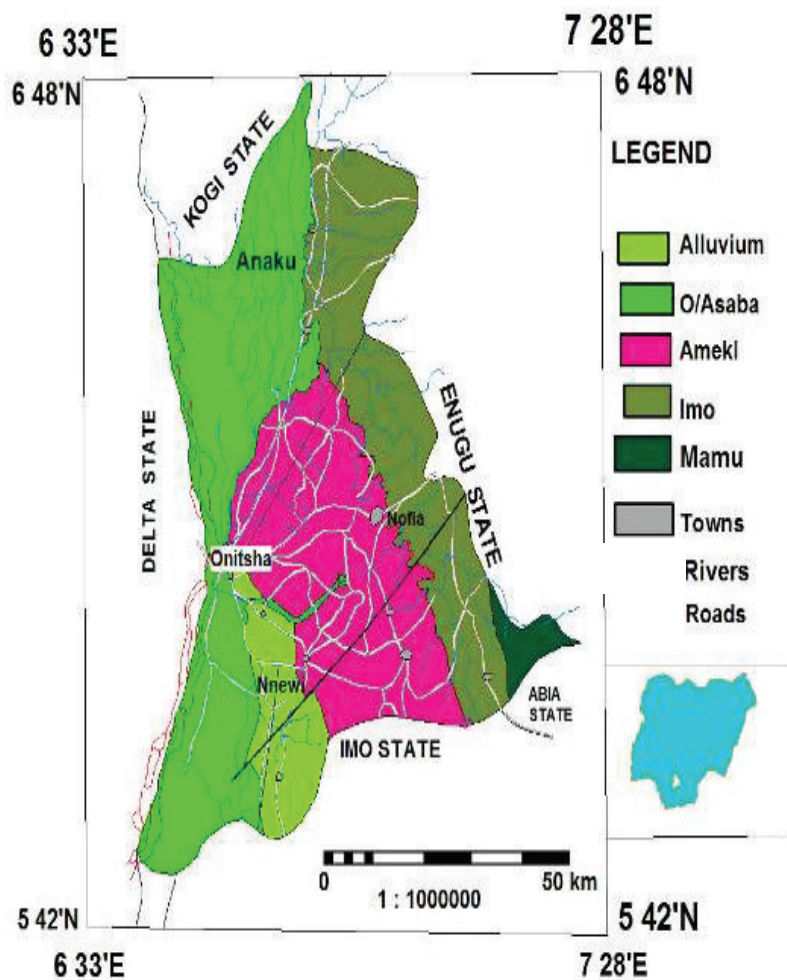 6 33'E
7 28'E
6 48'N
6 48'N
LEGEND
KOGI STATE
Alluvium
Anaku
O/Asaba
Ameki
Imo
ENUGU STATE
DELTA STATE
Mamu
Nofia
Towns
Onitsha
Rivers
Roads
Nnewi
ABIA
STATE
IMO STATE
0
50 km
1 : 1000000
5 42'N
5 42'N
6 33'E
7 28'E